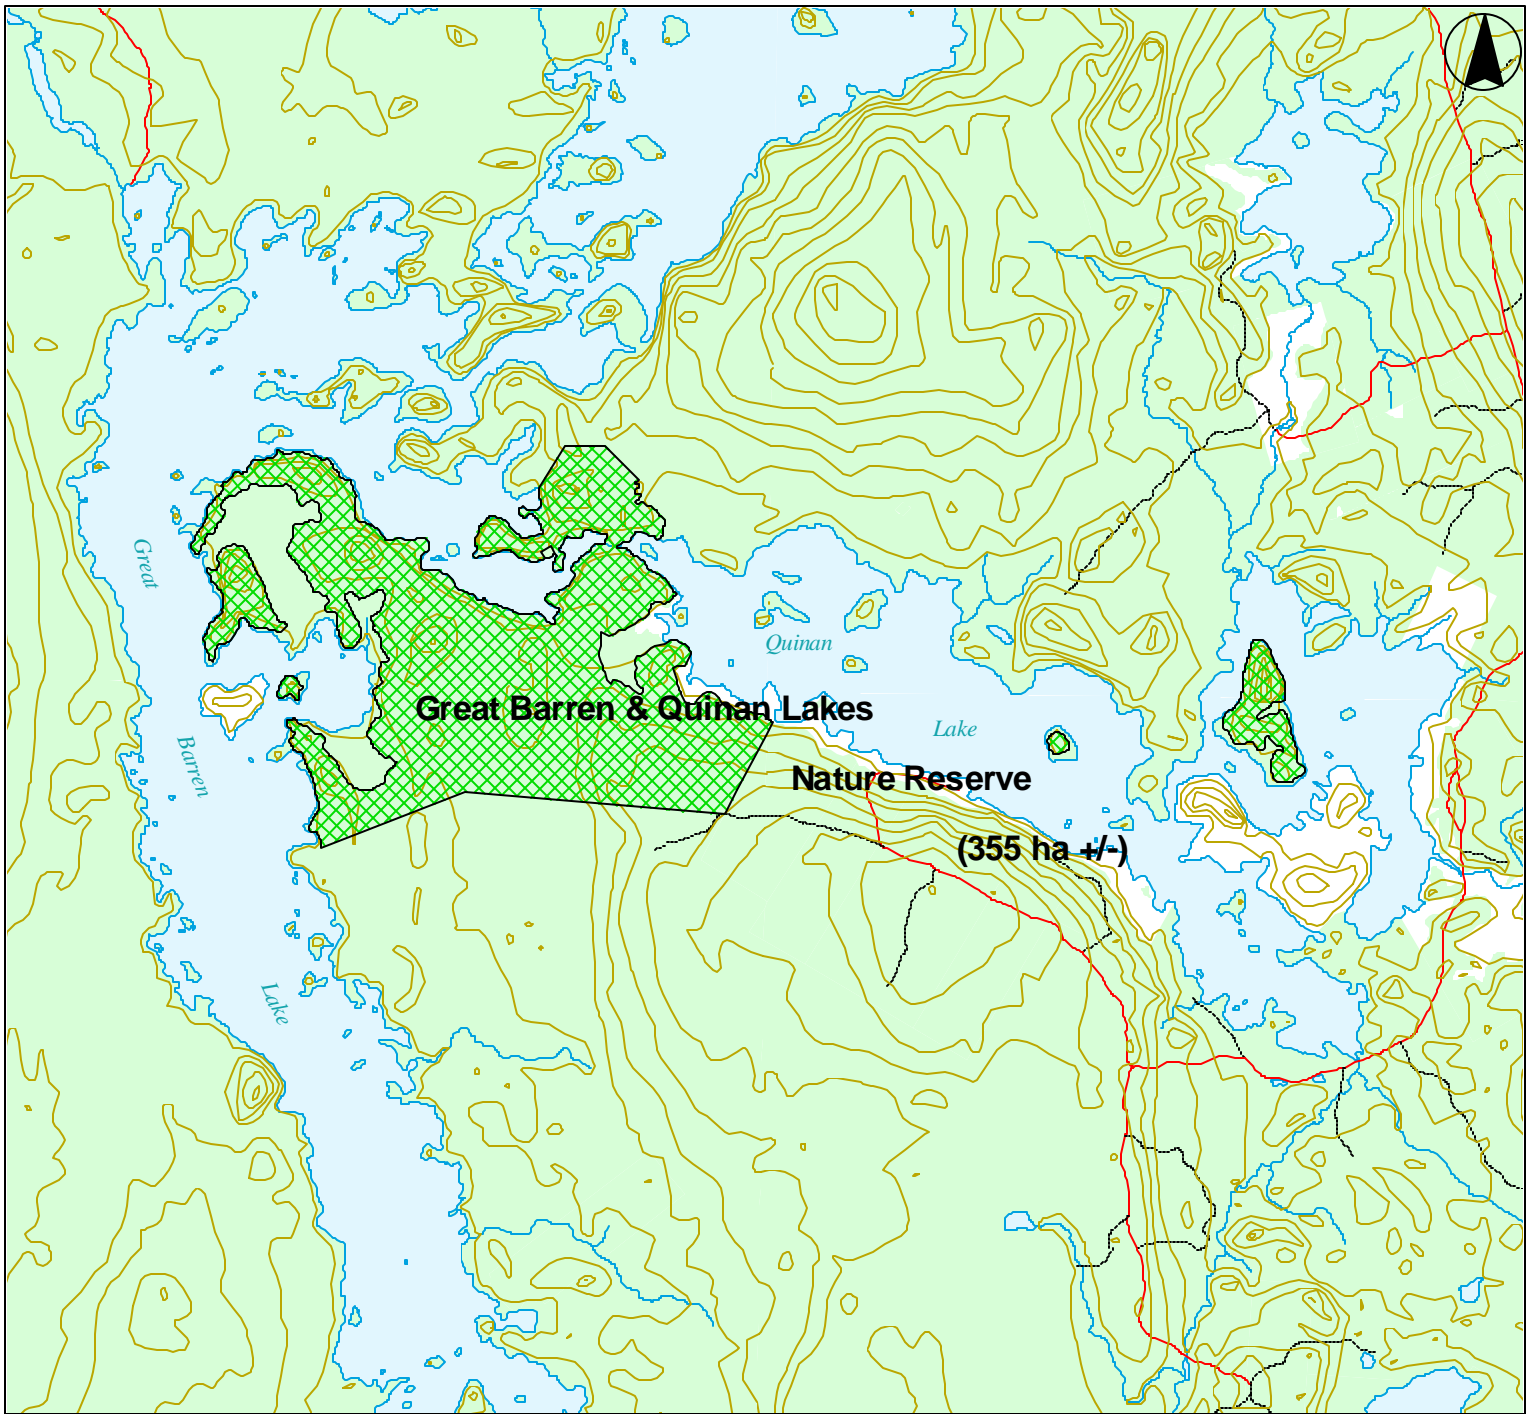 Great
Barren
Lake
Quinan
Lake
Great Barren & Quinan Lakes
Nature Reserve
(355 ha +/-)